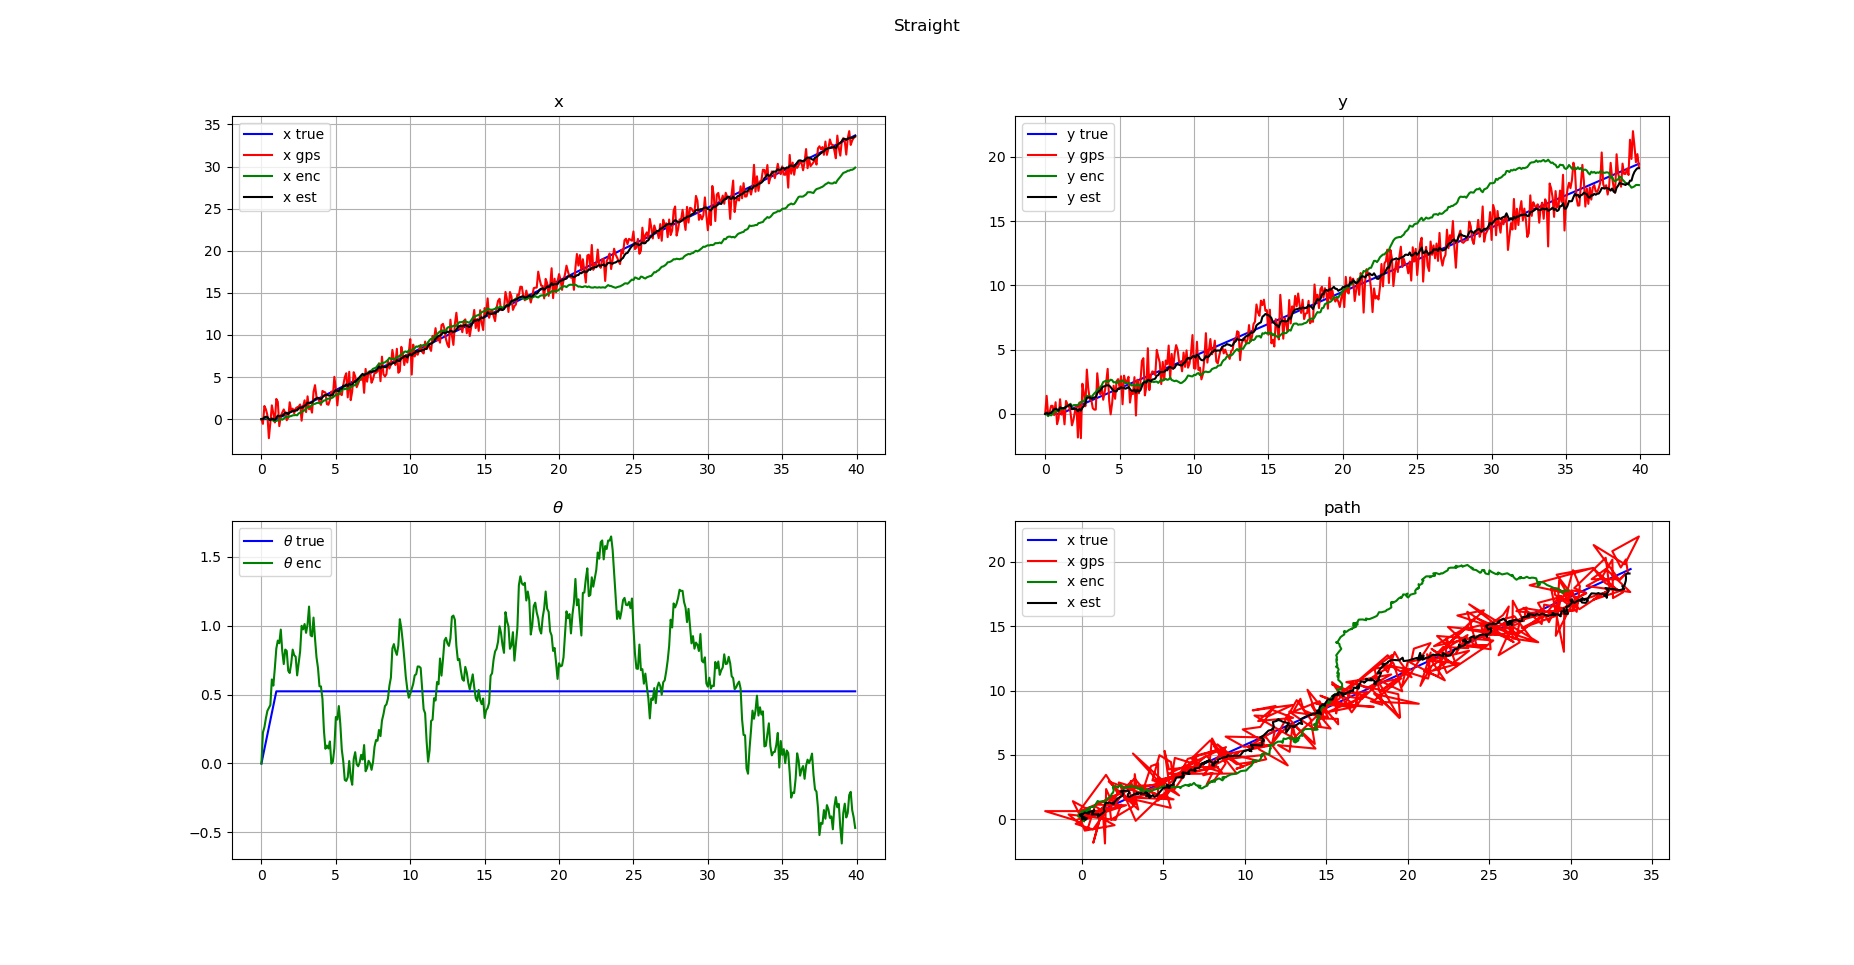 Straight
x
x true
x gps
x enc
x est
35
30
25
20
15
10
5
0
0 5 10 15 20 25 30 35 40
y
y true
y gps
y enc
y est
20
15
10
5
0
0 5 10 15 20 25 30 35 40
θ
θ true
θ enc
1.5
1.0
0.5
0.0
−0.5
0 5 10 15 20 25 30 35 40
path
x true
x gps
x enc
x est
20
15
10
5
0
0 5 10 15 20 25 30 35